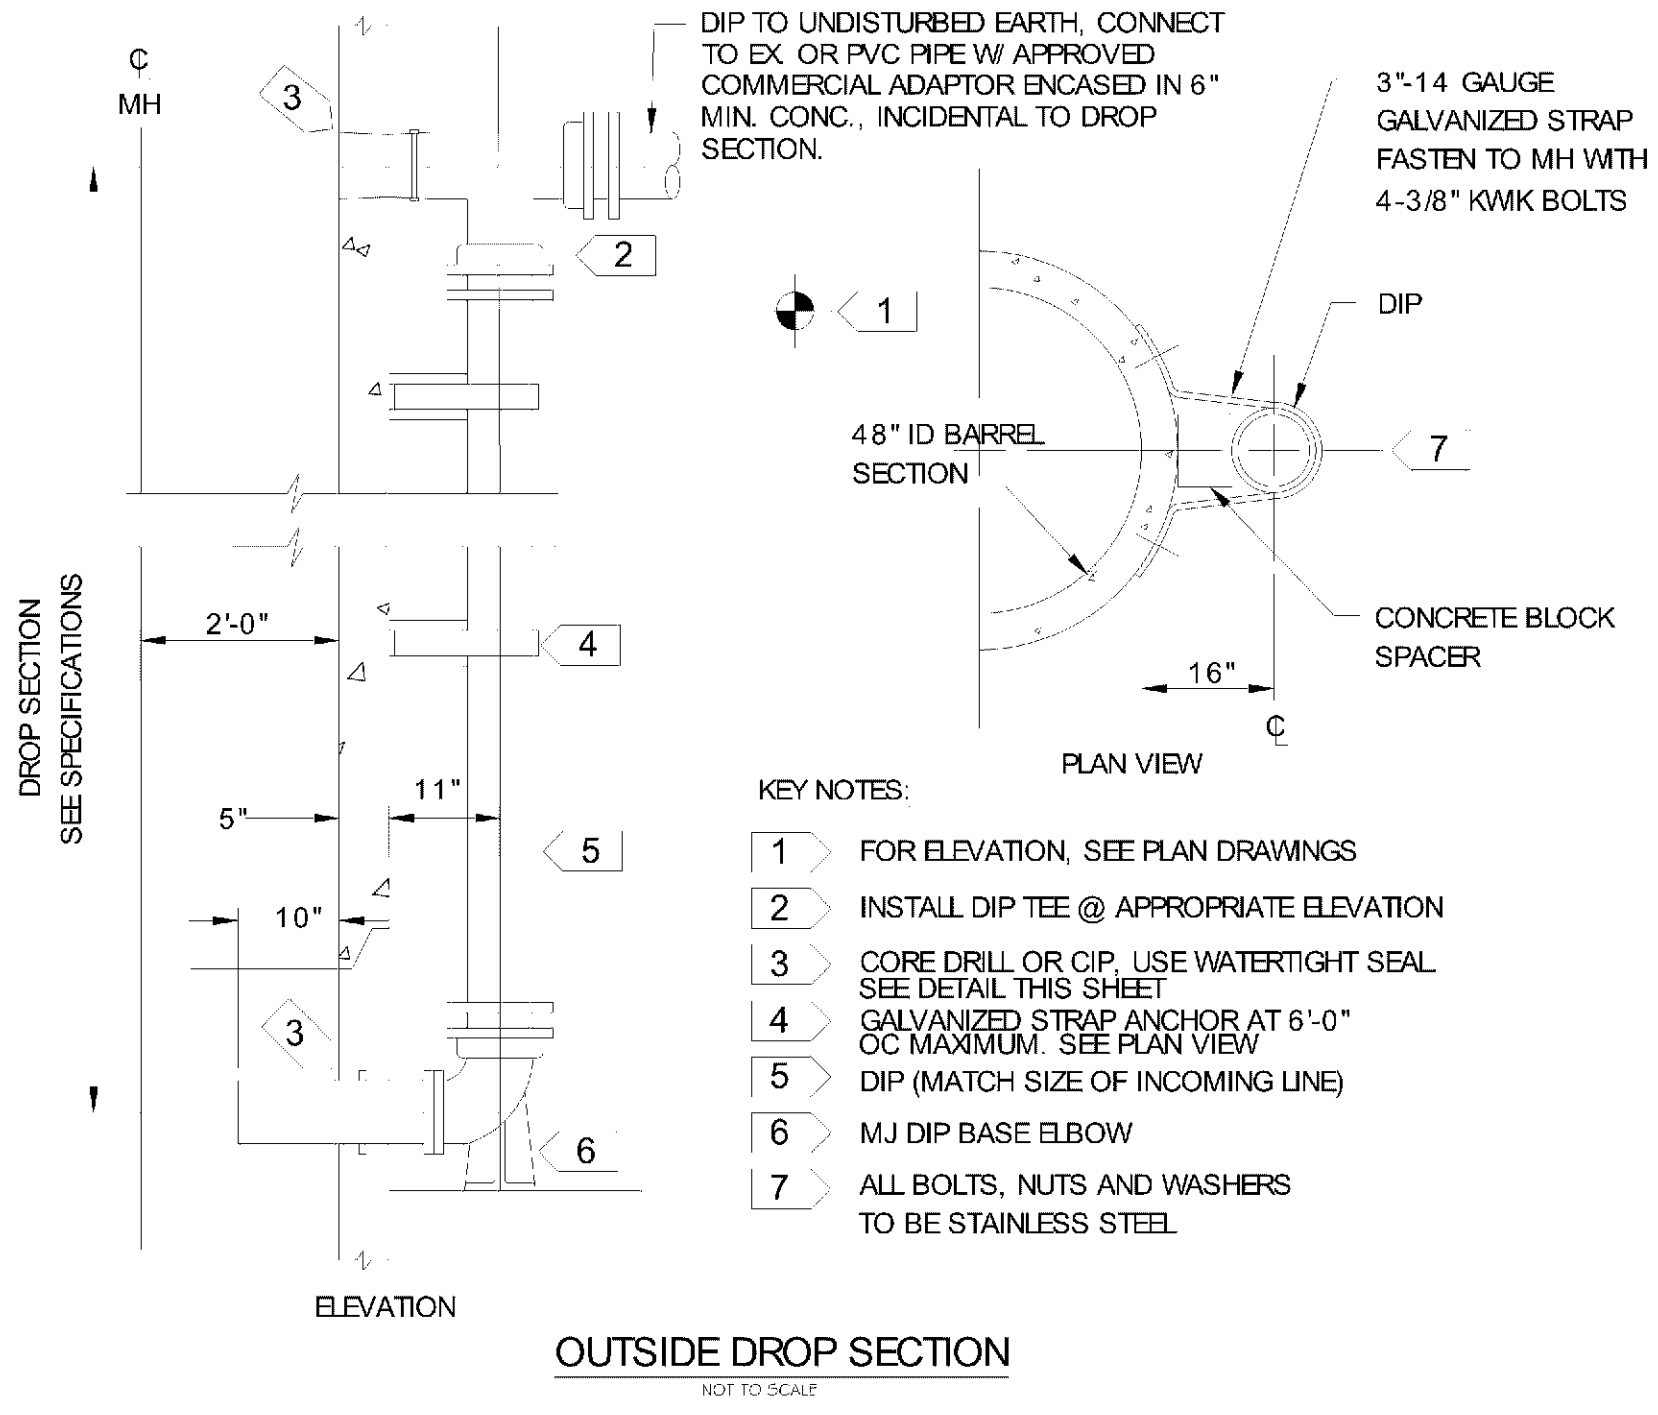 DIP TO UNDISTURBED EARTH, CONNECT
TO EX. OR PVC PIPE W/ APPROVED
COMMERCIAL ADAPTOR ENCASED IN 6"
MIN. CONC., INCIDENTAL TO DROP
SECTION.
℄
MH
3
2
1
3"-14 GAUGE
GALVANIZED STRAP
FASTEN TO MH WITH
4-3/8" KWIK BOLTS
DIP
48" ID BARREL
SECTION
7
CONCRETE BLOCK
SPACER
16"
℄
PLAN VIEW
DROP SECTION
SEE SPECIFICATIONS
2'-0"
4
11"
5"
5
10"
3
6
KEY NOTES:
1 FOR ELEVATION, SEE PLAN DRAWINGS
2 INSTALL DIP TEE @ APPROPRIATE ELEVATION
3 CORE DRILL OR CIP, USE WATERTIGHT SEAL
SEE DETAIL THIS SHEET
4 GALVANIZED STRAP ANCHOR AT 6'-0"
OC MAXIMUM. SEE PLAN VIEW
5 DIP (MATCH SIZE OF INCOMING LINE)
6 MJ DIP BASE ELBOW
7 ALL BOLTS, NUTS AND WASHERS
TO BE STAINLESS STEEL
ELEVATION
OUTSIDE DROP SECTION
NOT TO SCALE